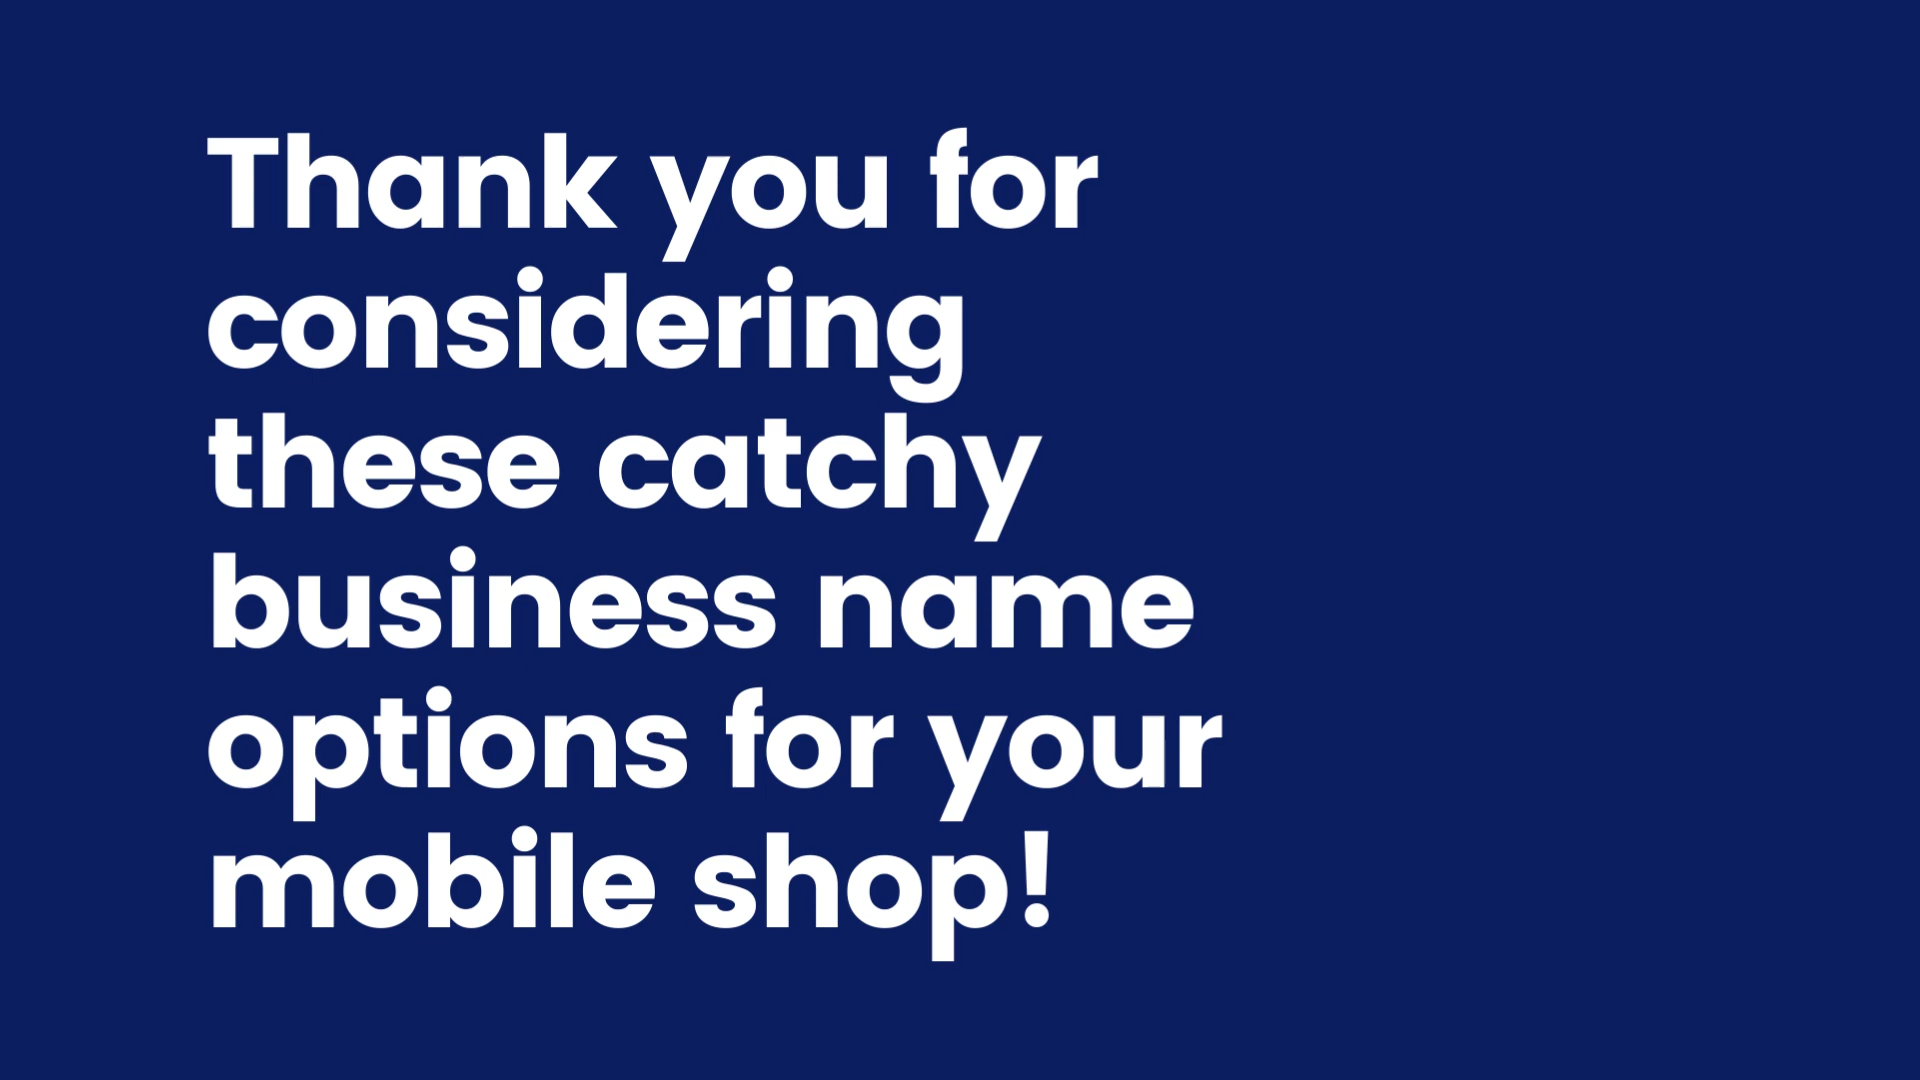 Thank you for
considering
these catchy
business name
options for your
mobile shop!